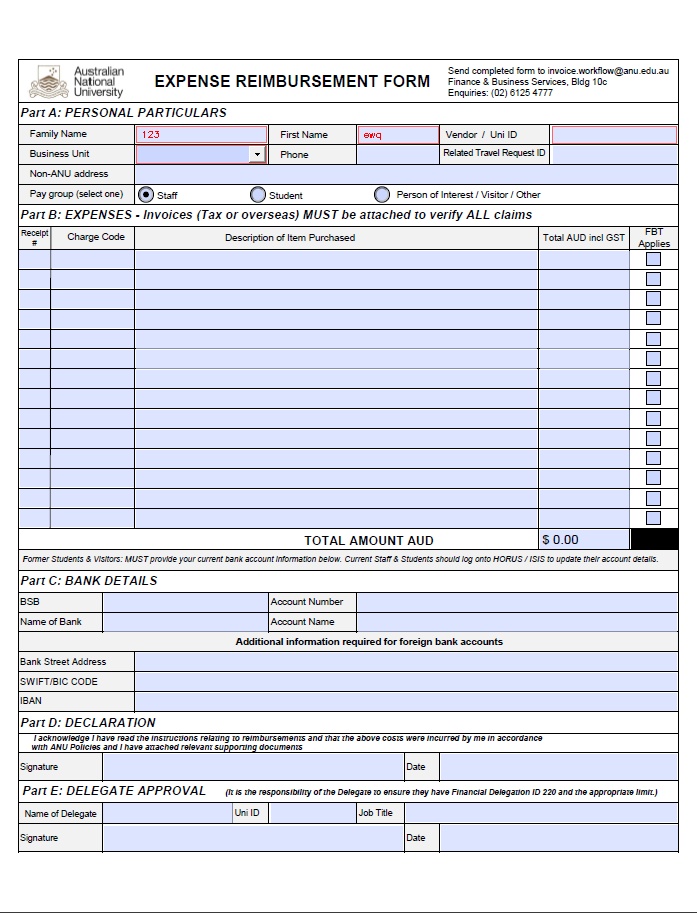 Australian
National
University
EXPENSE REIMBURSEMENT FORM
Send completed form to invoice.workflow@anu.edu.au
Finance & Business Services, Bldg 10c
Enquiries: (02) 6125 4777
Part A: PERSONAL PARTICULARS
Family Name 123 First Name ewq Vendor / Uni ID
Business Unit Phone Related Travel Request ID
Non-ANU address
Pay group (select one) Staff Student Person of Interest / Visitor / Other
Part B: EXPENSES - Invoices (Tax or overseas) MUST be attached to verify ALL claims
Receipt # Charge Code Description of Item Purchased Total AUD incl GST FBT Applies
TOTAL AMOUNT AUD $ 0.00
Former Students & Visitors: MUST provide your current bank account information below. Current Staff & Students should log onto HORUS / ISIS to update their account details.
Part C: BANK DETAILS
BSB Account Number
Name of Bank Account Name
Additional information required for foreign bank accounts
Bank Street Address
SWIFT/BIC CODE
IBAN
Part D: DECLARATION
I acknowledge I have read the instructions relating to reimbursements and that the above costs were incurred by me in accordance
with ANU Policies and I have attached relevant supporting documents
Signature Date
Part E: DELEGATE APPROVAL (It is the responsibility of the Delegate to ensure they have Financial Delegation ID 220 and the appropriate limit.)
Name of Delegate Uni ID Job Title
Signature Date